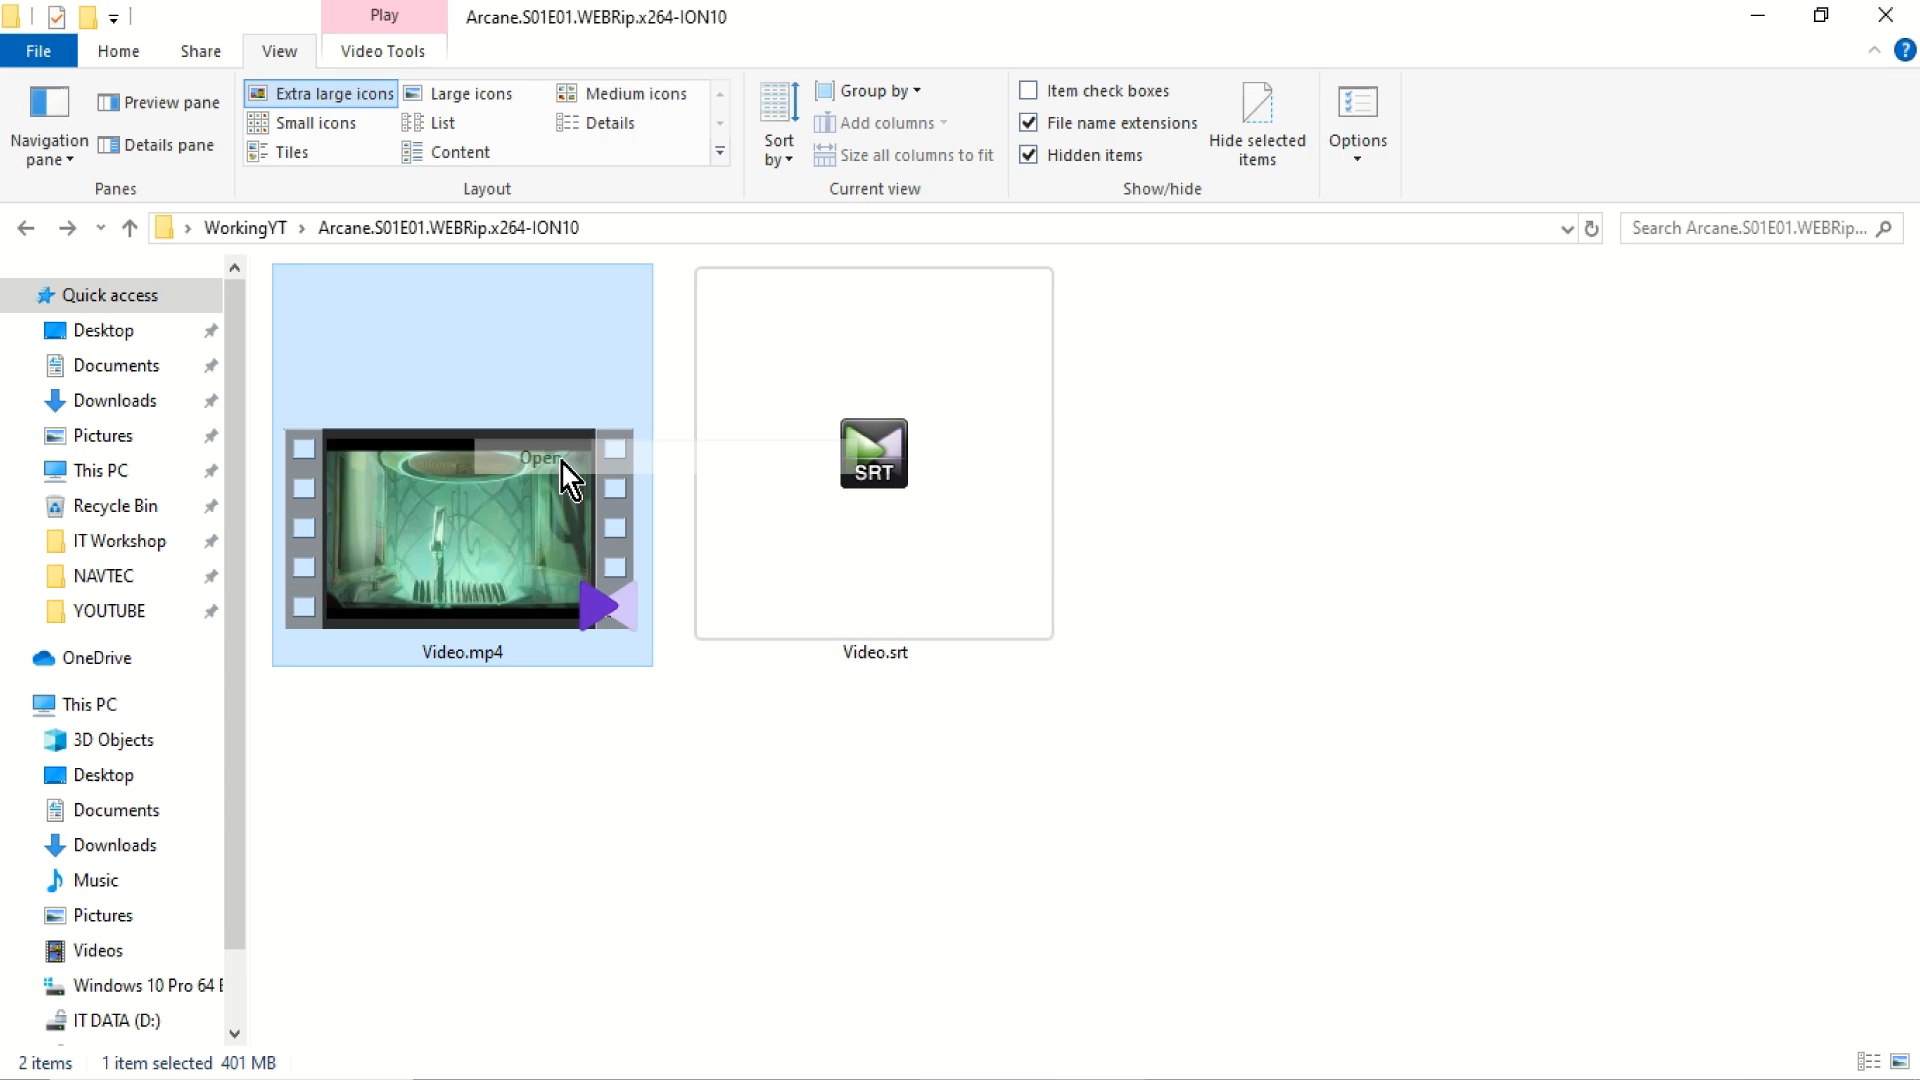 Play
Arcane.S01E01.WEBRip.x264-ION10
File
Home
Share
View
Video Tools
Navigation pane
Preview pane
Details pane
Panes
Extra large icons
Large icons
Medium icons
Small icons
List
Details
Tiles
Content
Layout
Sort by
Group by
Add columns
Size all columns to fit
Current view
Item check boxes
File name extensions
Hidden items
Hide selected items
Show/hide
Options
?
WorkingYT > Arcane.S01E01.WEBRip.x264-ION10
Search Arcane.S01E01.WEBRip...
Quick access
Desktop
Documents
Downloads
Pictures
This PC
Recycle Bin
IT Workshop
NAVTEC
YOUTUBE
OneDrive
This PC
3D Objects
Desktop
Documents
Downloads
Music
Pictures
Videos
Windows 10 Pro 64
IT DATA (D:)
Open
SRT
Video.mp4
Video.srt
2 items
1 item selected 401 MB